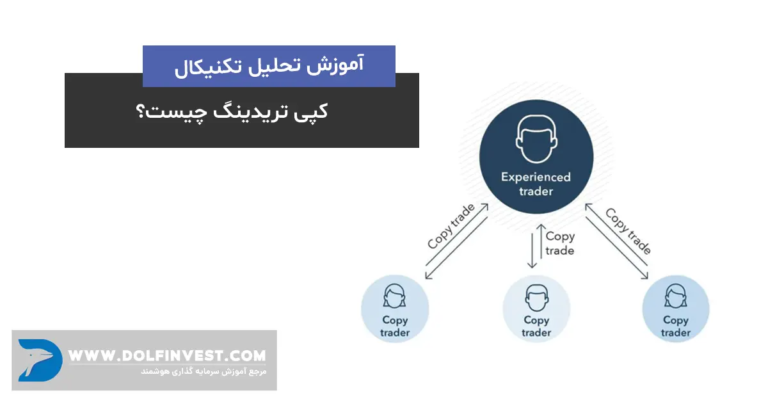 آموزش تحلیل تکنیکال
کپی تریدینگ چیست؟
Experienced
trader
Copy trade
Copy
trade
Copy trade
Copy
trader
Copy
trader
Copy
trader
WWW.DOLFINVEST.COM
مرجع آموزش سرمایه گذاری هوشمند